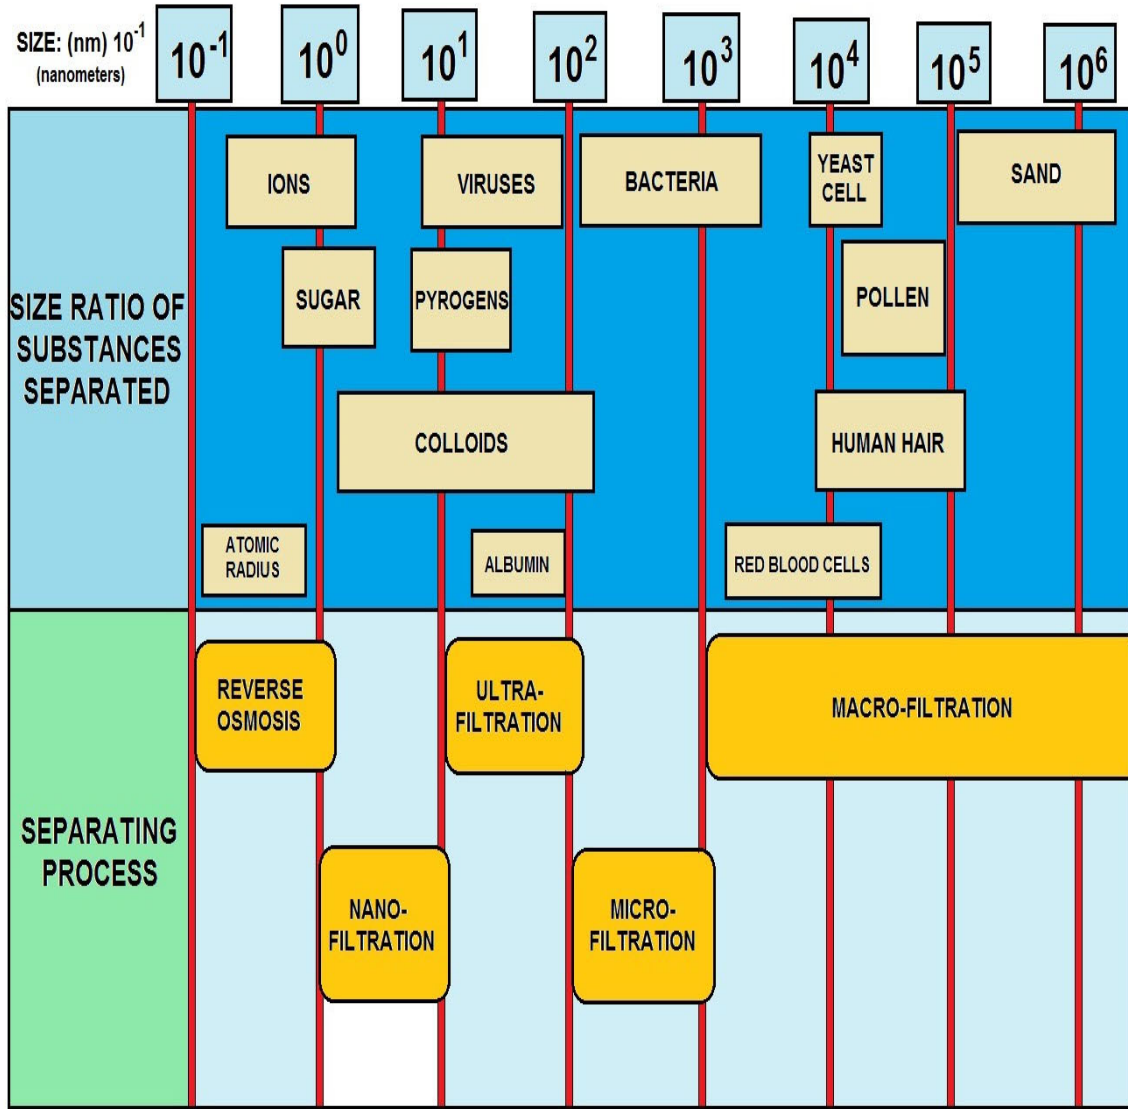 SIZE: (nm) 10⁻¹
(nanometers)
10⁻¹
10⁰
10¹
10²
10³
10⁴
10⁵
10⁶
SIZE RATIO OF
SUBSTANCES
SEPARATED
IONS
VIRUSES
BACTERIA
YEAST
CELL
SAND
SUGAR
PYROGENS
POLLEN
COLLOIDS
HUMAN HAIR
ATOMIC
RADIUS
ALBUMIN
RED BLOOD CELLS
SEPARATING
PROCESS
REVERSE
OSMOSIS
ULTRA-
FILTRATION
MACRO-FILTRATION
NANO-
FILTRATION
MICRO-
FILTRATION